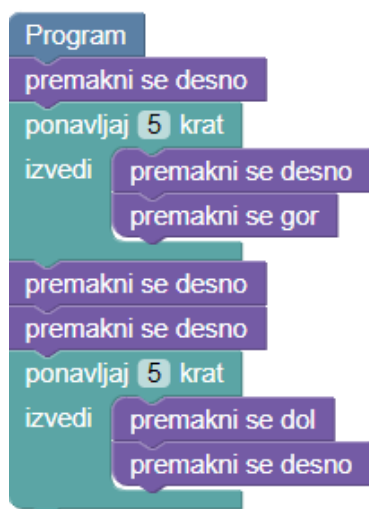 Program
premakni se desno
ponavljaj 5 krat
izvedi premakni se desno
premakni se gor
premakni se desno
premakni se desno
ponavljaj 5 krat
izvedi premakni se dol
premakni se desno